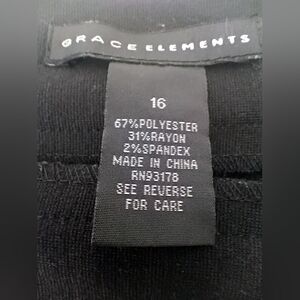 GRACE ELEMENTS
16
67%POLYESTER
31%RAYON
2%SPANDEX
MADE IN CHINA
RN93178
SEE REVERSE
FOR CARE